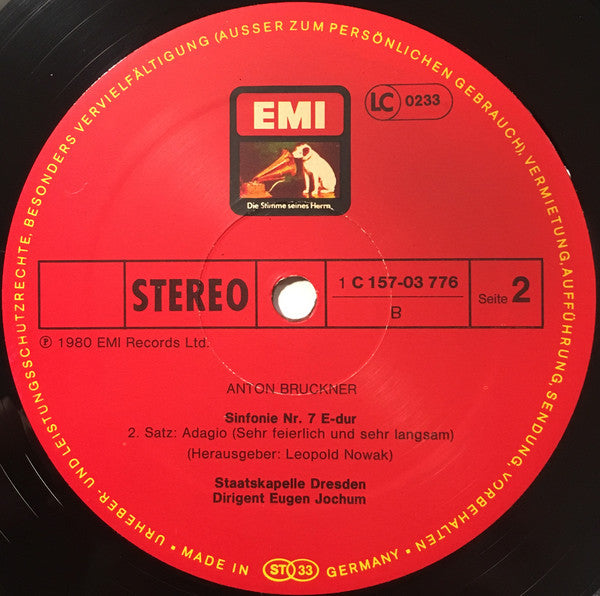 URHEBER- UND LEISTUNGSSCHUTZRECHTE, BESONDERS VERVIELFÄLTIGUNG (AUSSER ZUM PERSÖNLICHEN GEBRAUCH), VERMIETUNG, AUFFÜHRUNG, SENDUNG, VORBEHALTEN
EMI
Die Stimme seines Herrn
LC 0233
STEREO
1 C 157-03 776
B
Seite 2
℗ 1980 EMI Records Ltd.
ANTON BRUCKNER
Sinfonie Nr. 7 E-dur
2. Satz: Adagio (Sehr feierlich und sehr langsam)
(Herausgeber: Leopold Nowak)
Staatskapelle Dresden
Dirigent Eugen Jochum
• MADE IN ST 33 GERMANY •